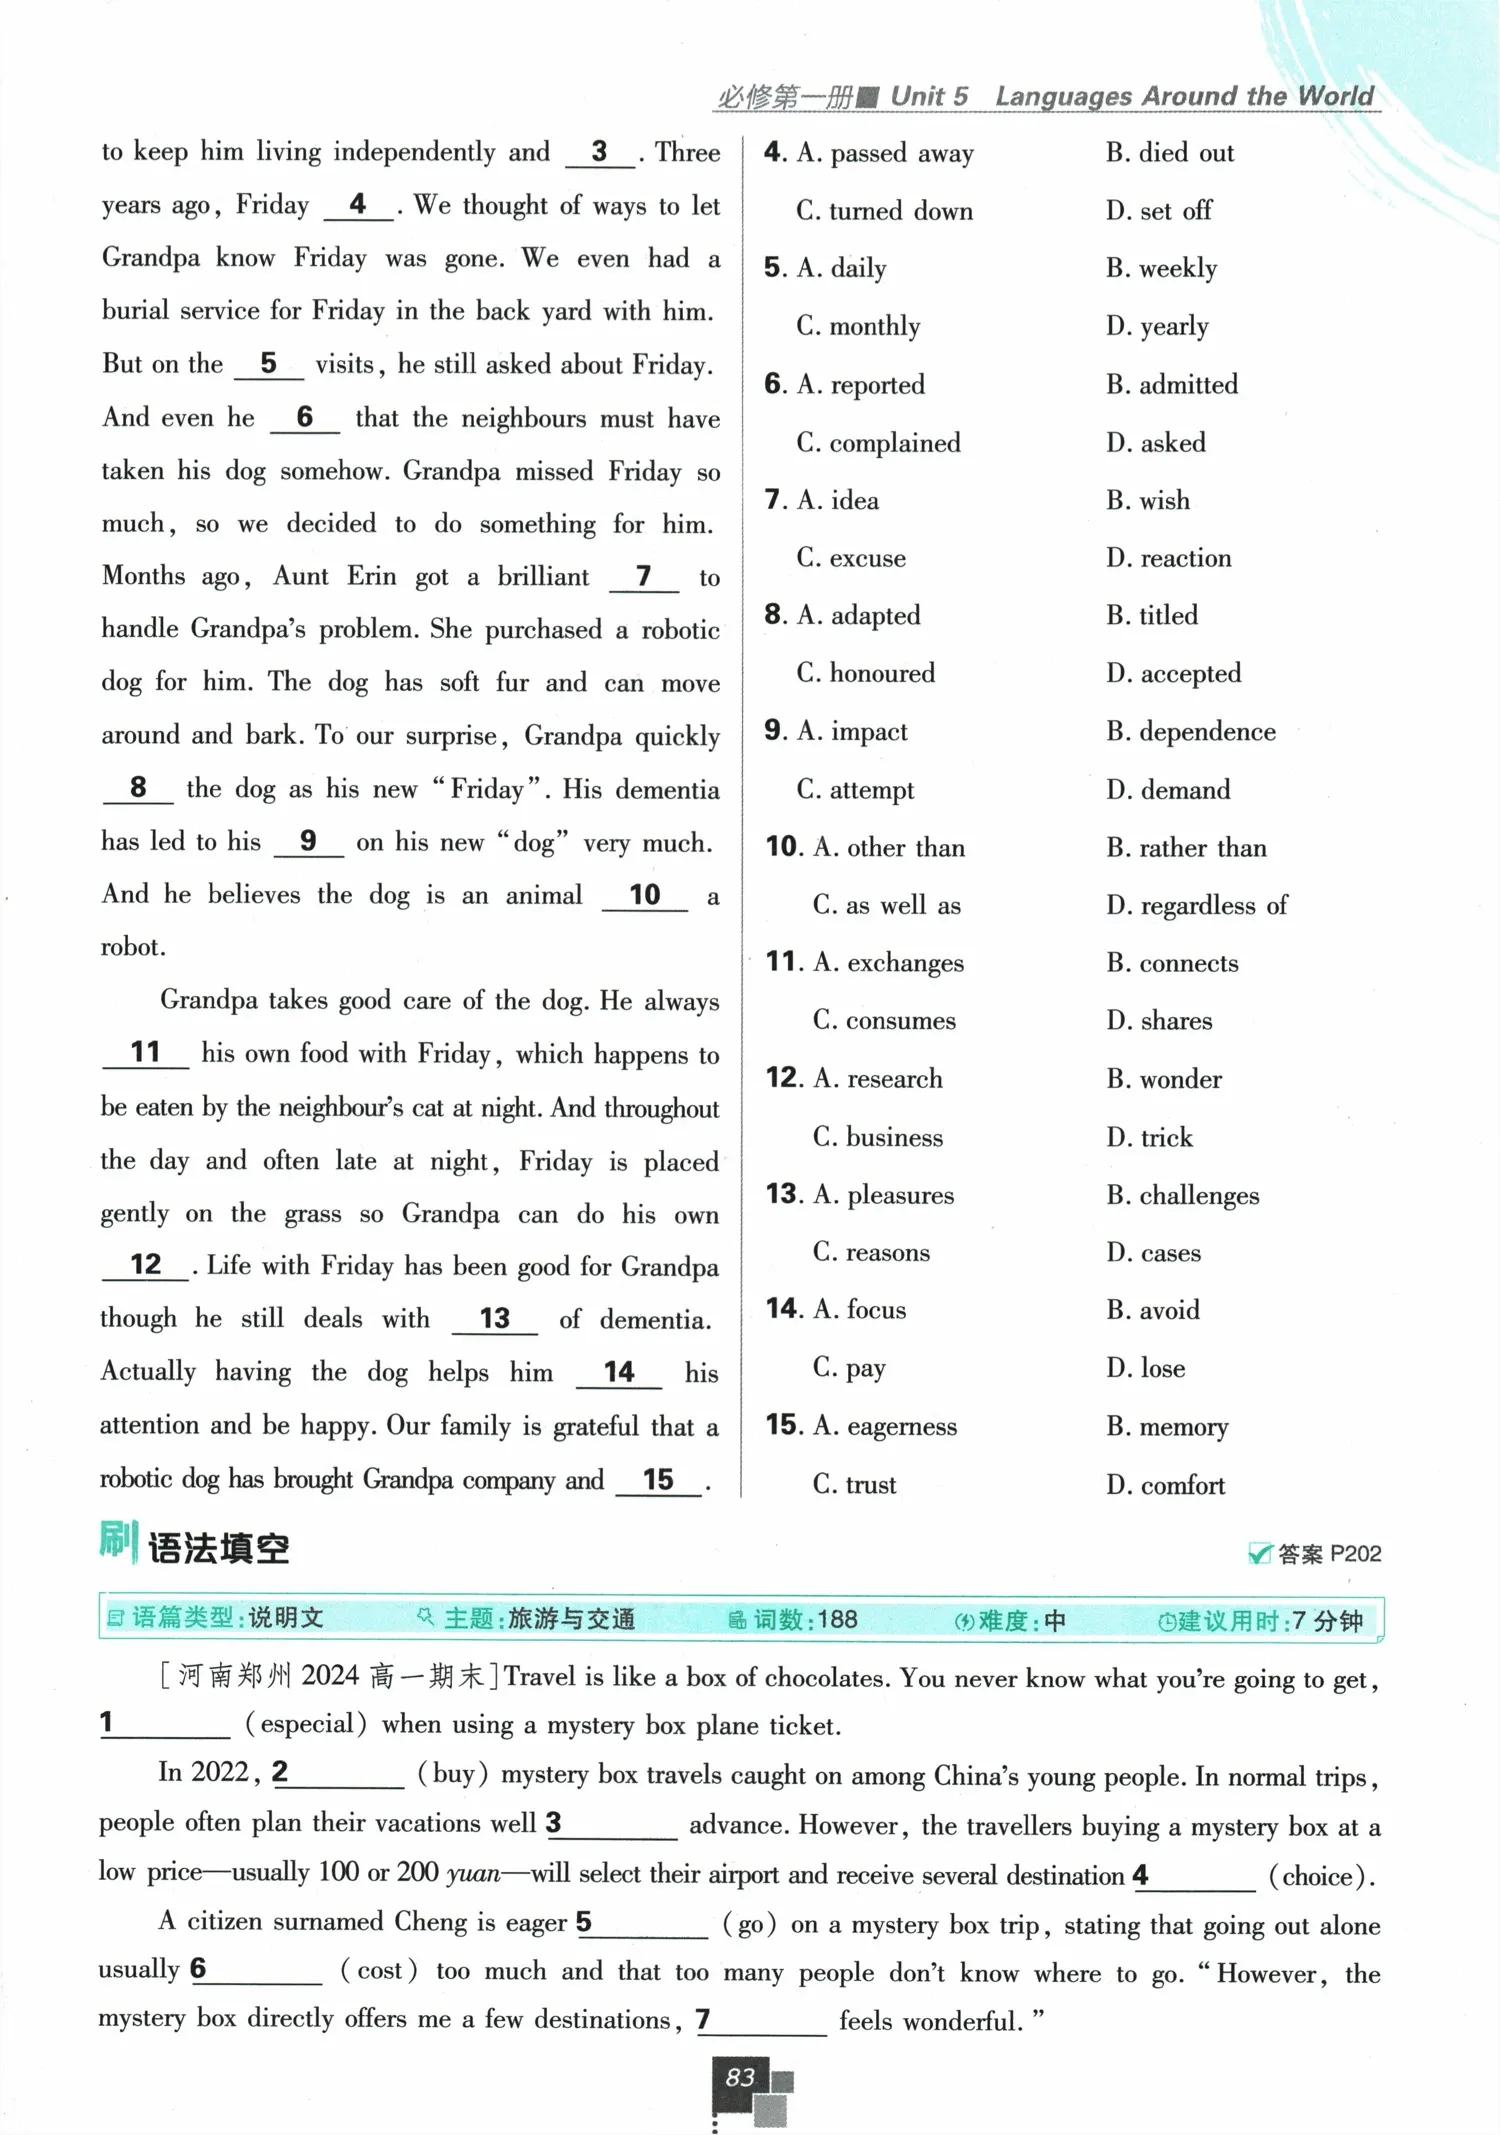 必修第一册■ Unit 5 Languages Around the World
to keep him living independently and 3 . Three
years ago, Friday 4 . We thought of ways to let
Grandpa know Friday was gone. We even had a
burial service for Friday in the back yard with him.
But on the 5 visits, he still asked about Friday.
And even he 6 that the neighbours must have
taken his dog somehow. Grandpa missed Friday so
much, so we decided to do something for him.
Months ago, Aunt Erin got a brilliant 7 to
handle Grandpa's problem. She purchased a robotic
dog for him. The dog has soft fur and can move
around and bark. To our surprise, Grandpa quickly
8 the dog as his new “Friday”. His dementia
has led to his 9 on his new “dog” very much.
And he believes the dog is an animal 10 a
robot.
Grandpa takes good care of the dog. He always
11 his own food with Friday, which happens to
be eaten by the neighbour's cat at night. And throughout
the day and often late at night, Friday is placed
gently on the grass so Grandpa can do his own
12 . Life with Friday has been good for Grandpa
though he still deals with 13 of dementia.
Actually having the dog helps him 14 his
attention and be happy. Our family is grateful that a
robotic dog has brought Grandpa company and 15 .
4. A. passed away B. died out
C. turned down D. set off
5. A. daily B. weekly
C. monthly D. yearly
6. A. reported B. admitted
C. complained D. asked
7. A. idea B. wish
C. excuse D. reaction
8. A. adapted B. titled
C. honoured D. accepted
9. A. impact B. dependence
C. attempt D. demand
10. A. other than B. rather than
C. as well as D. regardless of
11. A. exchanges B. connects
C. consumes D. shares
12. A. research B. wonder
C. business D. trick
13. A. pleasures B. challenges
C. reasons D. cases
14. A. focus B. avoid
C. pay D. lose
15. A. eagerness B. memory
C. trust D. comfort
刷 语法填空 答案 P202
语篇类型:说明文 主题:旅游与交通 词数:188 难度:中 建议用时:7 分钟
[河南郑州 2024 高一期末]Travel is like a box of chocolates. You never know what you're going to get,
1 (especial) when using a mystery box plane ticket.
In 2022, 2 (buy) mystery box travels caught on among China's young people. In normal trips,
people often plan their vacations well 3 advance. However, the travellers buying a mystery box at a
low price—usually 100 or 200 yuan—will select their airport and receive several destination 4 (choice).
A citizen surnamed Cheng is eager 5 (go) on a mystery box trip, stating that going out alone
usually 6 (cost) too much and that too many people don't know where to go. “However, the
mystery box directly offers me a few destinations, 7 feels wonderful.”
83